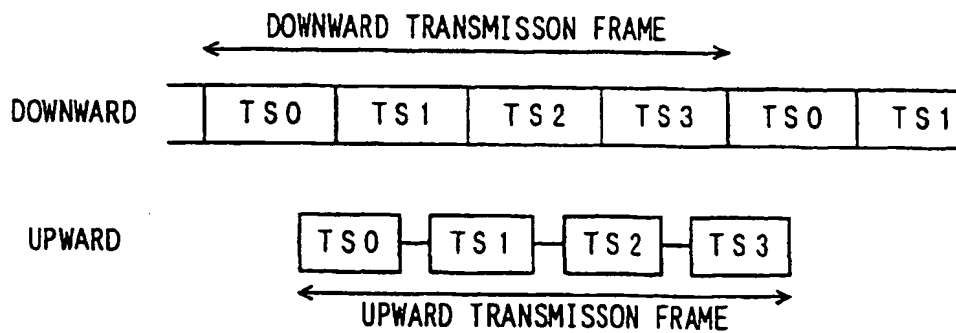 DOWNWARD TRANSMISSON FRAME
DOWNWARD TS0 TS1 TS2 TS3 TS0 TS1
UPWARD TS0 TS1 TS2 TS3
UPWARD TRANSMISSON FRAME